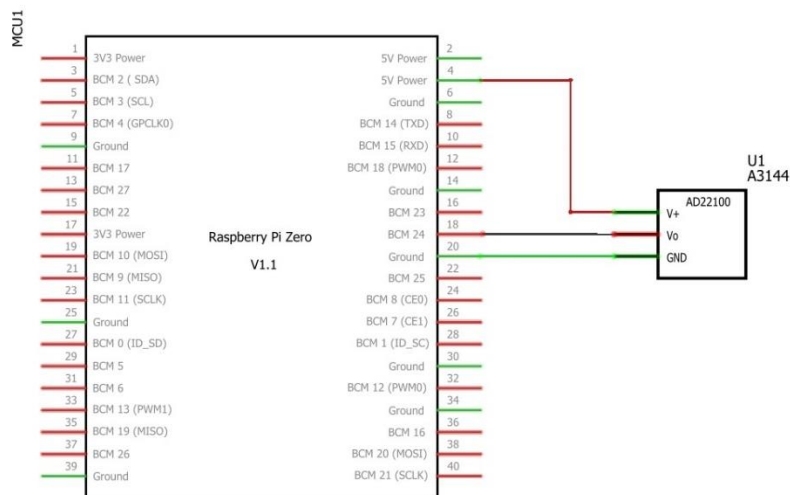 MCU1
1
3V3 Power
3
BCM 2 ( SDA)
5
BCM 3 (SCL)
7
BCM 4 (GPCLK0)
9
Ground
11
BCM 17
13
BCM 27
15
BCM 22
17
3V3 Power
19
BCM 10 (MOSI)
21
BCM 9 (MISO)
23
BCM 11 (SCLK)
25
Ground
27
BCM 0 (ID_SD)
29
BCM 5
31
BCM 6
33
BCM 13 (PWM1)
35
BCM 19 (MISO)
37
BCM 26
39
Ground
Raspberry Pi Zero
V1.1
2
5V Power
4
5V Power
6
Ground
8
BCM 14 (TXD)
10
BCM 15 (RXD)
12
BCM 18 (PWM0)
14
Ground
16
BCM 23
18
BCM 24
20
Ground
22
BCM 25
24
BCM 8 (CE0)
26
BCM 7 (CE1)
28
BCM 1 (ID_SC)
30
Ground
32
BCM 12 (PWM0)
34
Ground
36
BCM 16
38
BCM 20 (MOSI)
40
BCM 21 (SCLK)
U1
A3144
AD22100
V+
Vo
GND